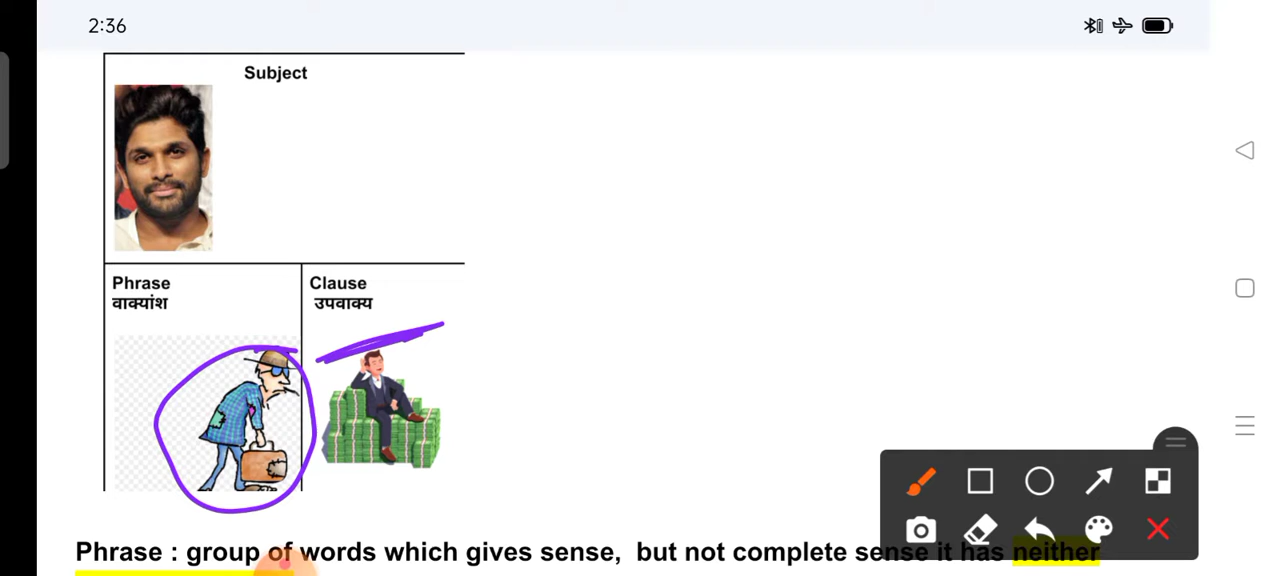 2:36
Subject
Phrase
वाक्यांश
Clause
उपवाक्य
Phrase : group of words which gives sense, but not complete sense it has neither